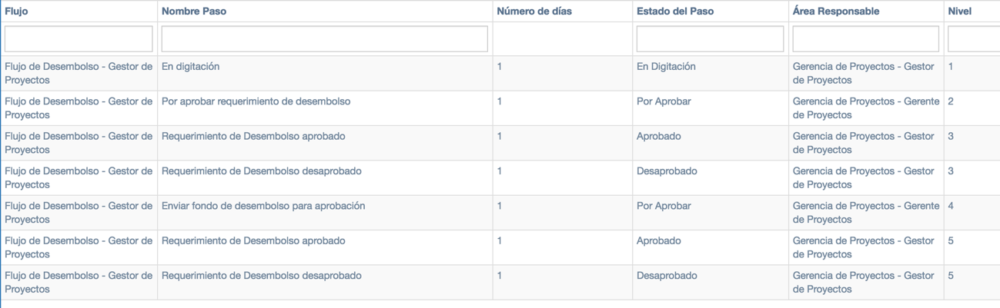 Flujo Nombre Paso Número de días Estado del Paso Área Responsable Nivel
Flujo de Desembolso - Gestor de En digitación 1 En Digitación Gerencia de Proyectos - Gestor 1
Proyectos de Proyectos
Flujo de Desembolso - Gestor de Por aprobar requerimiento de desembolso 1 Por Aprobar Gerencia de Proyectos - Gerente 2
Proyectos de Proyectos
Flujo de Desembolso - Gestor de Requerimiento de Desembolso aprobado 1 Aprobado Gerencia de Proyectos - Gestor 3
Proyectos de Proyectos
Flujo de Desembolso - Gestor de Requerimiento de Desembolso desaprobado 1 Desaprobado Gerencia de Proyectos - Gestor 3
Proyectos de Proyectos
Flujo de Desembolso - Gestor de Enviar fondo de desembolso para aprobación 1 Por Aprobar Gerencia de Proyectos - Gerente 4
Proyectos de Proyectos
Flujo de Desembolso - Gestor de Requerimiento de Desembolso aprobado 1 Aprobado Gerencia de Proyectos - Gestor 5
Proyectos de Proyectos
Flujo de Desembolso - Gestor de Requerimiento de Desembolso desaprobado 1 Desaprobado Gerencia de Proyectos - Gestor 5
Proyectos de Proyectos